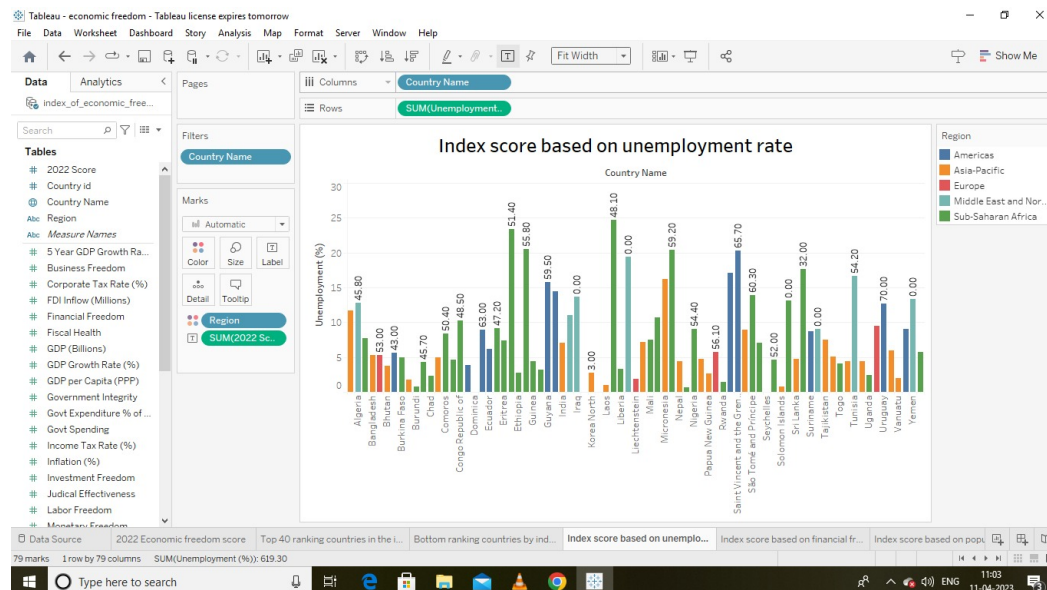 Tableau - economic freedom - Tableau license expires tomorrow
File Data Worksheet Dashboard Story Analysis Map Format Server Window Help
Fit Width
Show Me
Data Analytics
index_of_economic_free...
Search
Tables
# 2022 Score
# Country id
Country Name
Abc Region
Abc Measure Names
# 5 Year GDP Growth Ra...
# Business Freedom
# Corporate Tax Rate (%)
# FDI Inflow (Millions)
# Financial Freedom
# Fiscal Health
# GDP (Billions)
# GDP Growth Rate (%)
# GDP per Capita (PPP)
# Government Integrity
# Govt Expenditure % of ...
# Govt Spending
# Income Tax Rate (%)
# Inflation (%)
# Investment Freedom
# Judical Effectiveness
# Labor Freedom
# Monetary Freedom
Pages
Filters
Country Name
Marks
Automatic
Color Size Label
Detail Tooltip
Region
SUM(2022 Sc..
Columns Country Name
Rows SUM(Unemployment..
Index score based on unemployment rate
Country Name
Unemployment (%)
30
25
20
15
10
5
0
45.80
53.00
43.00
45.70
50.40
48.50
63.00
47.20
51.40
55.80
59.50
0.00
3.00
48.10
0.00
59.20
54.40
56.10
65.70
60.30
52.00
0.00
32.00
0.00
54.20
70.00
0.00
Algeria
Bangladesh
Bhutan
Burkina Faso
Burundi
Chad
Comoros
Congo Republic of
Dominica
Ecuador
Eritrea
Ethiopia
Guinea
Guyana
India
Iraq
Korea North
Laos
Liberia
Liechtenstein
Mali
Micronesia
Nepal
Nigeria
Papua New Guinea
Rwanda
Saint Vincent and the Gren..
São Tomé and Príncipe
Seychelles
Solomon Islands
Sri Lanka
Suriname
Tajikistan
Togo
Tunisia
Uganda
Uruguay
Vanuatu
Yemen
Region
Americas
Asia-Pacific
Europe
Middle East and Nor..
Sub-Saharan Africa
Data Source
2022 Economic freedom score
Top 40 ranking countries in the i...
Bottom ranking countries by ind...
Index score based on unemplo...
Index score based on financial fr...
Index score based on popu
79 marks 1 row by 79 columns SUM(Unemployment (%)): 619.30
Type here to search
ENG
11:03
11-04-2023